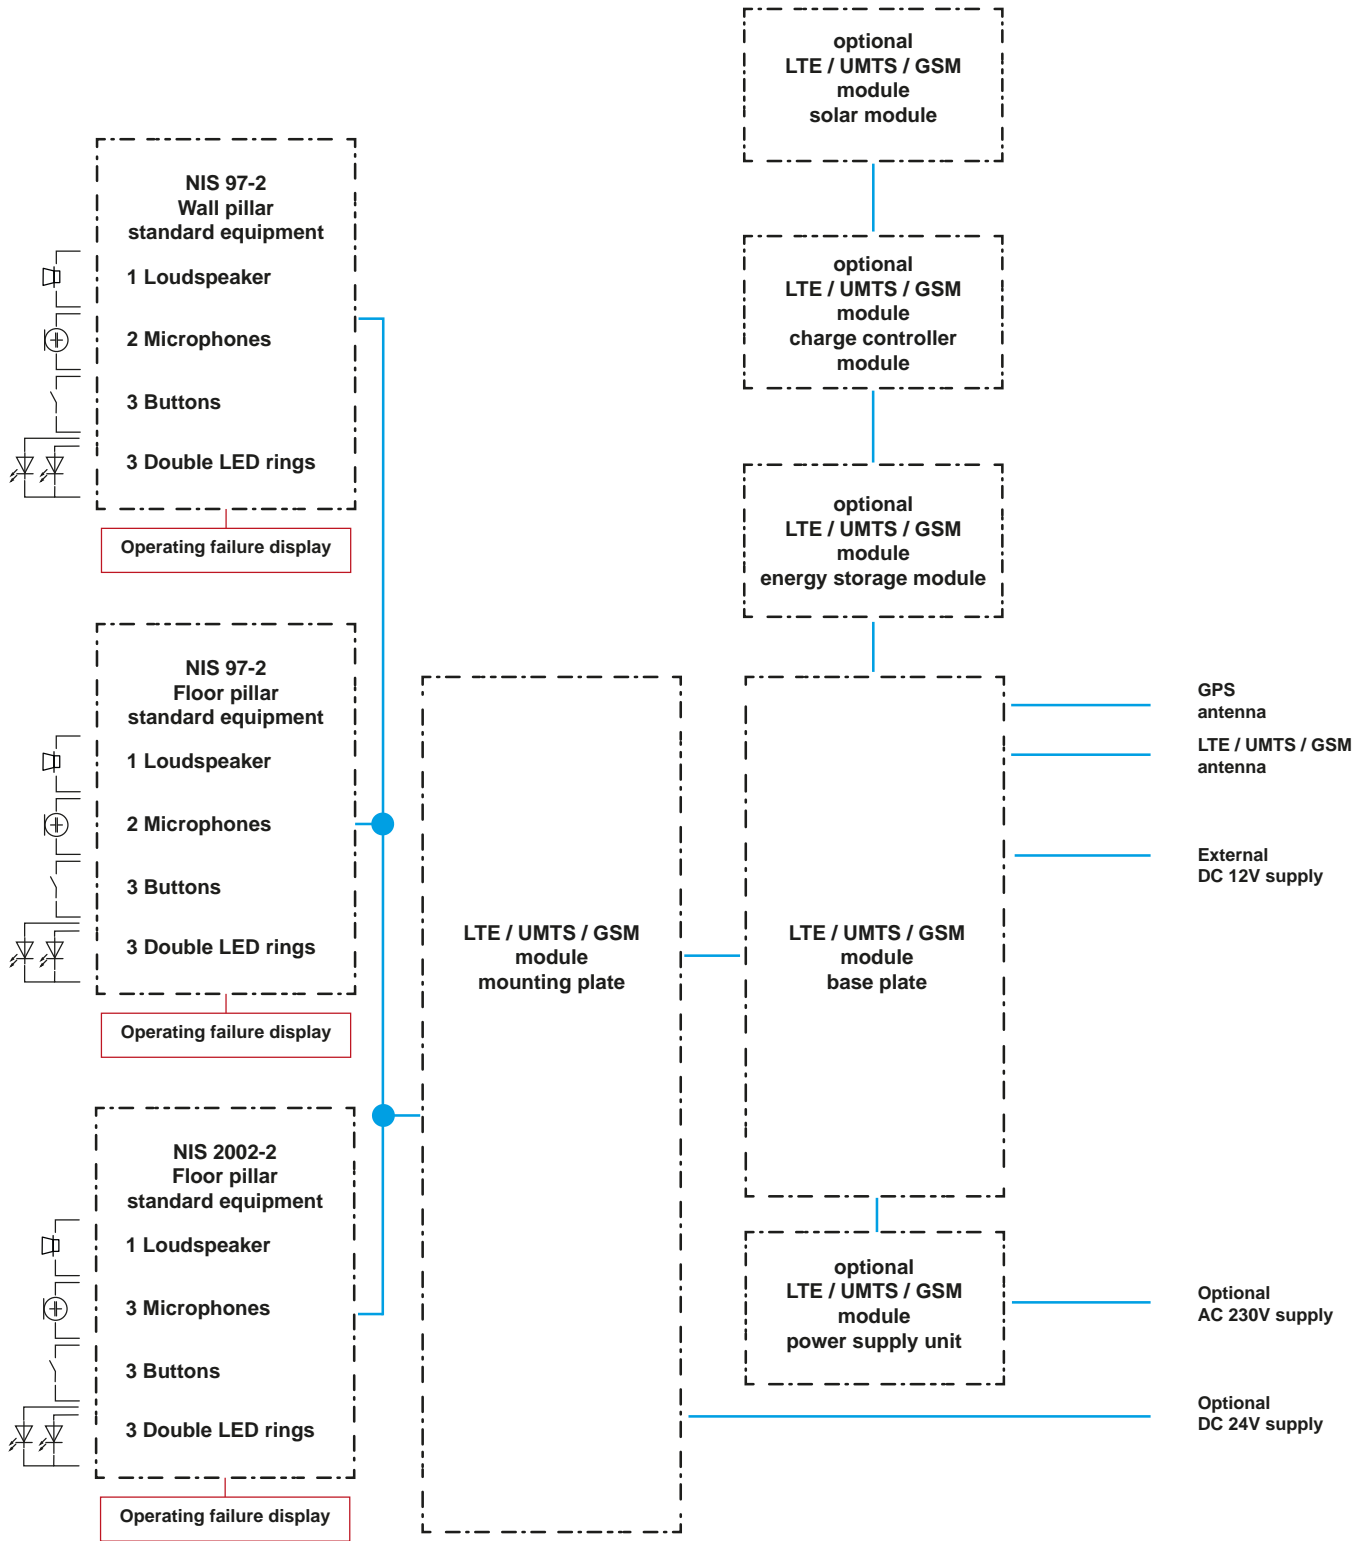 optional
LTE / UMTS / GSM
module
solar module
NIS 97-2
Wall pillar
standard equipment
1 Loudspeaker
2 Microphones
3 Buttons
3 Double LED rings
Operating failure display
optional
LTE / UMTS / GSM
module
charge controller
module
optional
LTE / UMTS / GSM
module
energy storage module
NIS 97-2
Floor pillar
standard equipment
1 Loudspeaker
2 Microphones
3 Buttons
3 Double LED rings
Operating failure display
LTE / UMTS / GSM
module
mounting plate
LTE / UMTS / GSM
module
base plate
GPS
antenna
LTE / UMTS / GSM
antenna
External
DC 12V supply
NIS 2002-2
Floor pillar
standard equipment
1 Loudspeaker
3 Microphones
3 Buttons
3 Double LED rings
Operating failure display
optional
LTE / UMTS / GSM
module
power supply unit
Optional
AC 230V supply
Optional
DC 24V supply